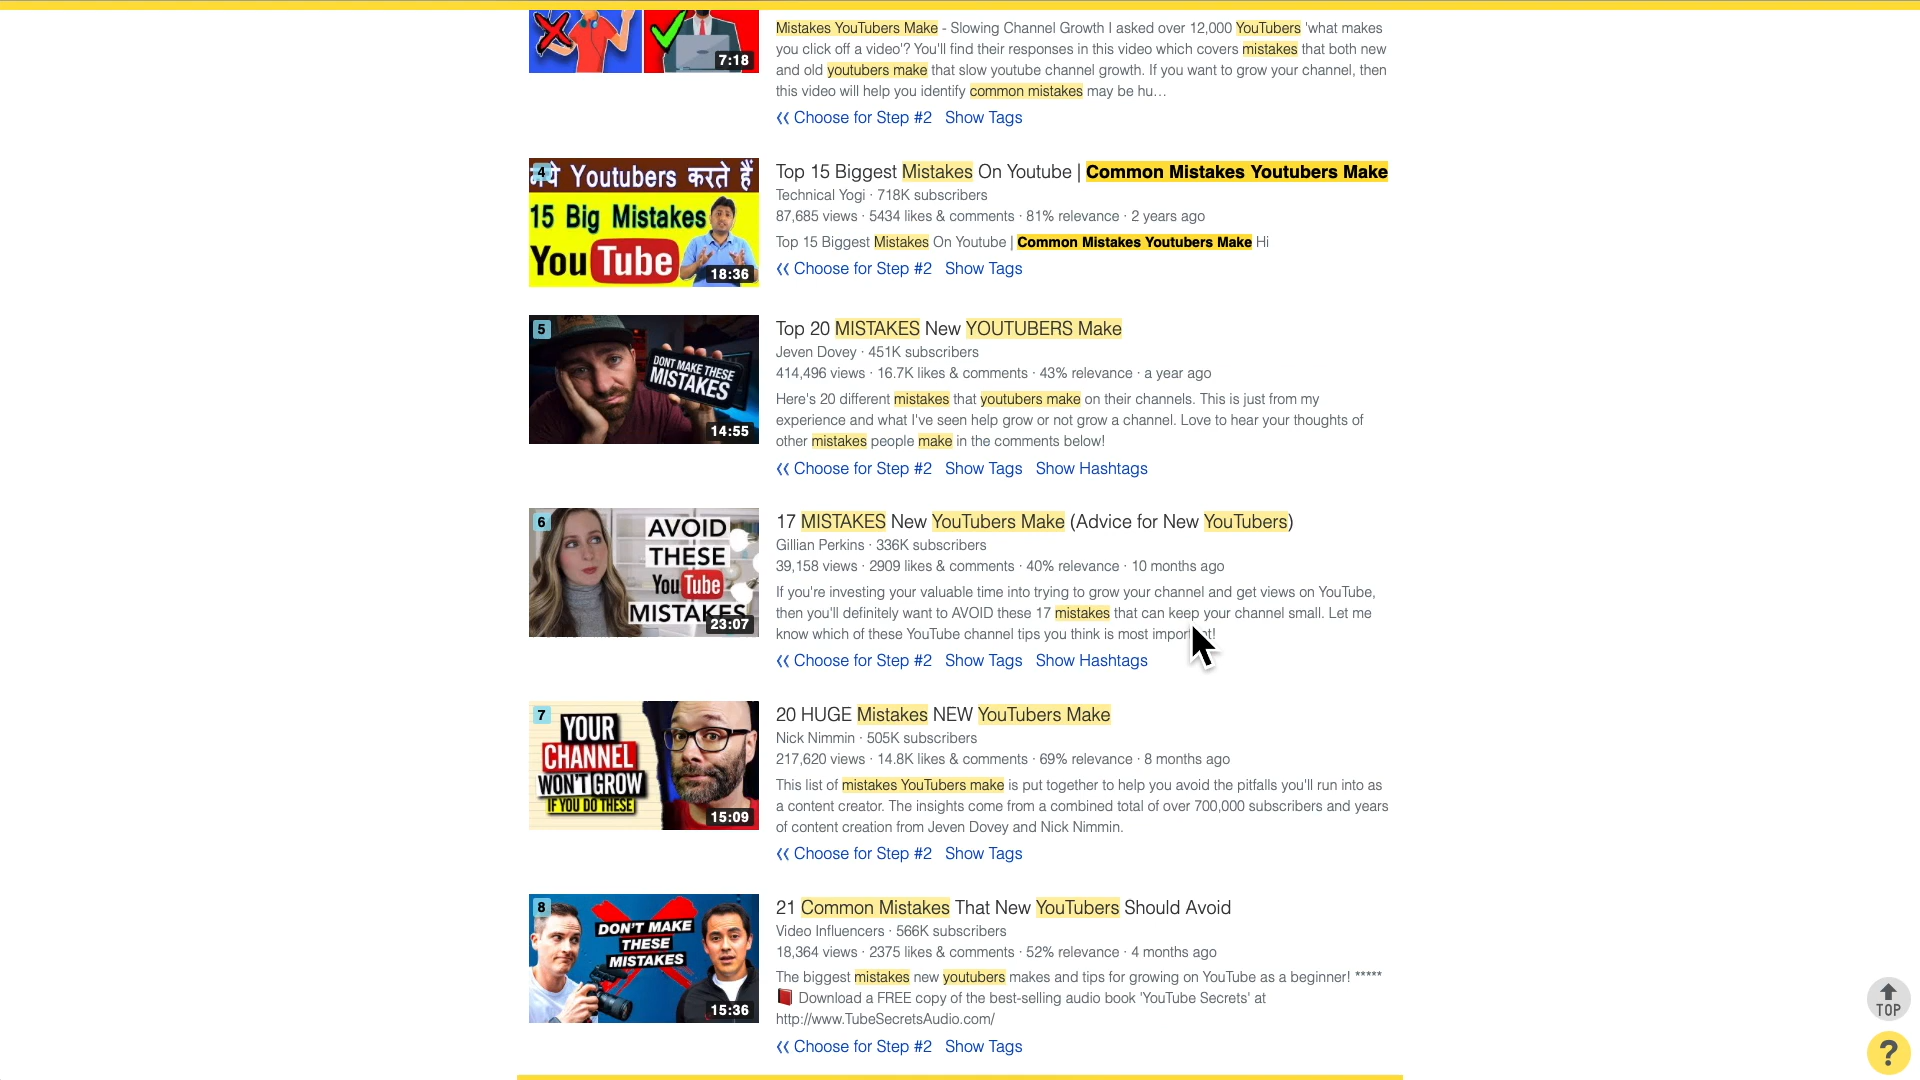 7:18
Mistakes YouTubers Make - Slowing Channel Growth I asked over 12,000 YouTubers 'what makes
you click off a video'? You'll find their responses in this video which covers mistakes that both new
and old youtubers make that slow youtube channel growth. If you want to grow your channel, then
this video will help you identify common mistakes may be hu…
Choose for Step #2 Show Tags
4
Youtubers करते हैं
15 Big Mistakes
YouTube
18:36
Top 15 Biggest Mistakes On Youtube | Common Mistakes Youtubers Make
Technical Yogi · 718K subscribers
87,685 views · 5434 likes & comments · 81% relevance · 2 years ago
Top 15 Biggest Mistakes On Youtube | Common Mistakes Youtubers Make Hi
Choose for Step #2 Show Tags
5
DONT MAKE THESE
MISTAKES
14:55
Top 20 MISTAKES New YOUTUBERS Make
Jeven Dovey · 451K subscribers
414,496 views · 16.7K likes & comments · 43% relevance · a year ago
Here's 20 different mistakes that youtubers make on their channels. This is just from my
experience and what I've seen help grow or not grow a channel. Love to hear your thoughts of
other mistakes people make in the comments below!
Choose for Step #2 Show Tags Show Hashtags
6
AVOID
THESE
YouTube
MISTAKES
23:07
17 MISTAKES New YouTubers Make (Advice for New YouTubers)
Gillian Perkins · 336K subscribers
39,158 views · 2909 likes & comments · 40% relevance · 10 months ago
If you're investing your valuable time into trying to grow your channel and get views on YouTube,
then you'll definitely want to AVOID these 17 mistakes that can keep your channel small. Let me
know which of these YouTube channel tips you think is most important!
Choose for Step #2 Show Tags Show Hashtags
7
YOUR
CHANNEL
WON'T GROW
IF YOU DO THESE
15:09
20 HUGE Mistakes NEW YouTubers Make
Nick Nimmin · 505K subscribers
217,620 views · 14.8K likes & comments · 69% relevance · 8 months ago
This list of mistakes YouTubers make is put together to help you avoid the pitfalls you'll run into as
a content creator. The insights come from a combined total of over 700,000 subscribers and years
of content creation from Jeven Dovey and Nick Nimmin.
Choose for Step #2 Show Tags
8
DON'T MAKE
THESE
MISTAKES
15:36
21 Common Mistakes That New YouTubers Should Avoid
Video Influencers · 566K subscribers
18,364 views · 2375 likes & comments · 52% relevance · 4 months ago
The biggest mistakes new youtubers makes and tips for growing on YouTube as a beginner! *****
Download a FREE copy of the best-selling audio book 'YouTube Secrets' at
http://www.TubeSecretsAudio.com/
Choose for Step #2 Show Tags
TOP
?